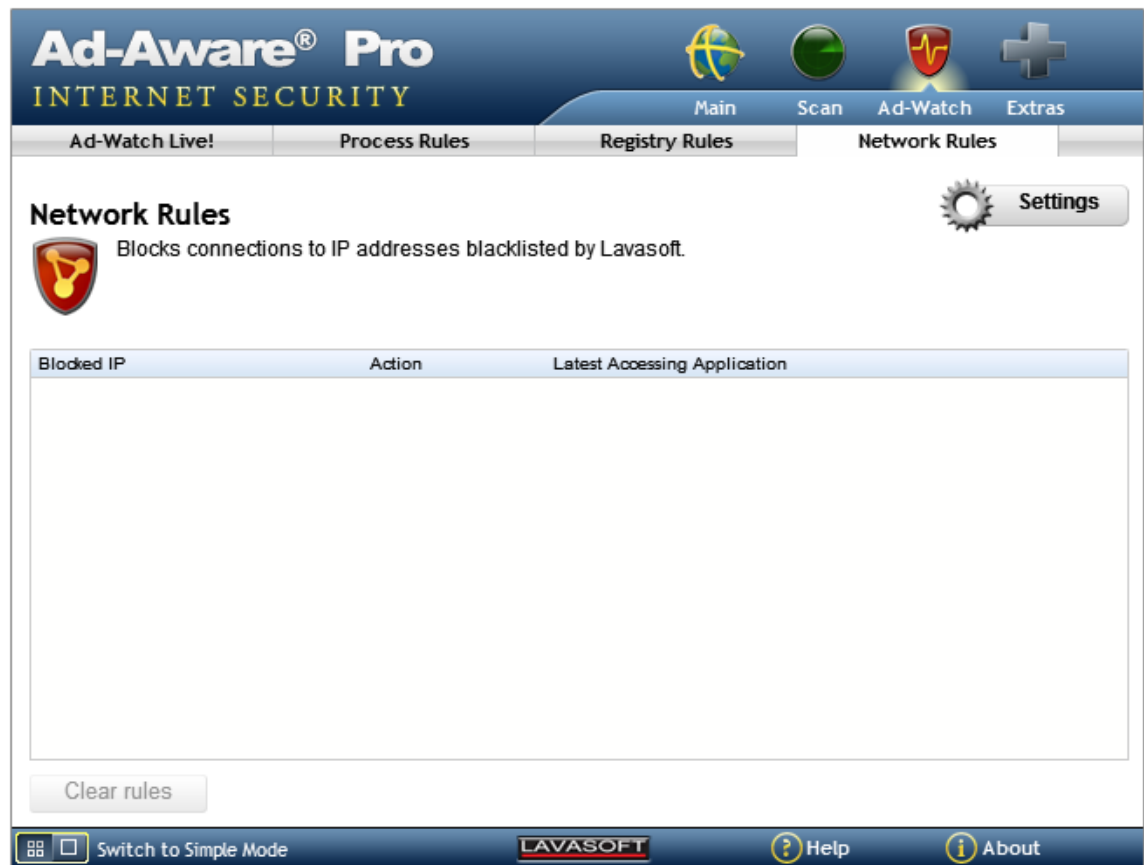 Ad-Aware® Pro
INTERNET SECURITY
Main Scan Ad-Watch Extras
Ad-Watch Live! Process Rules Registry Rules Network Rules
Settings
Network Rules
Blocks connections to IP addresses blacklisted by Lavasoft.
Blocked IP Action Latest Accessing Application
Clear rules
Switch to Simple Mode LAVASOFT ? Help i About